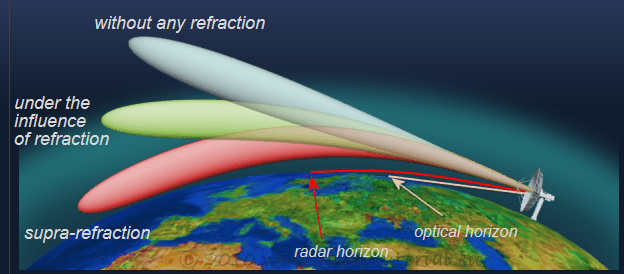 without any refraction
under the
influence
of refraction
supra-refraction
radar horizon
optical horizon